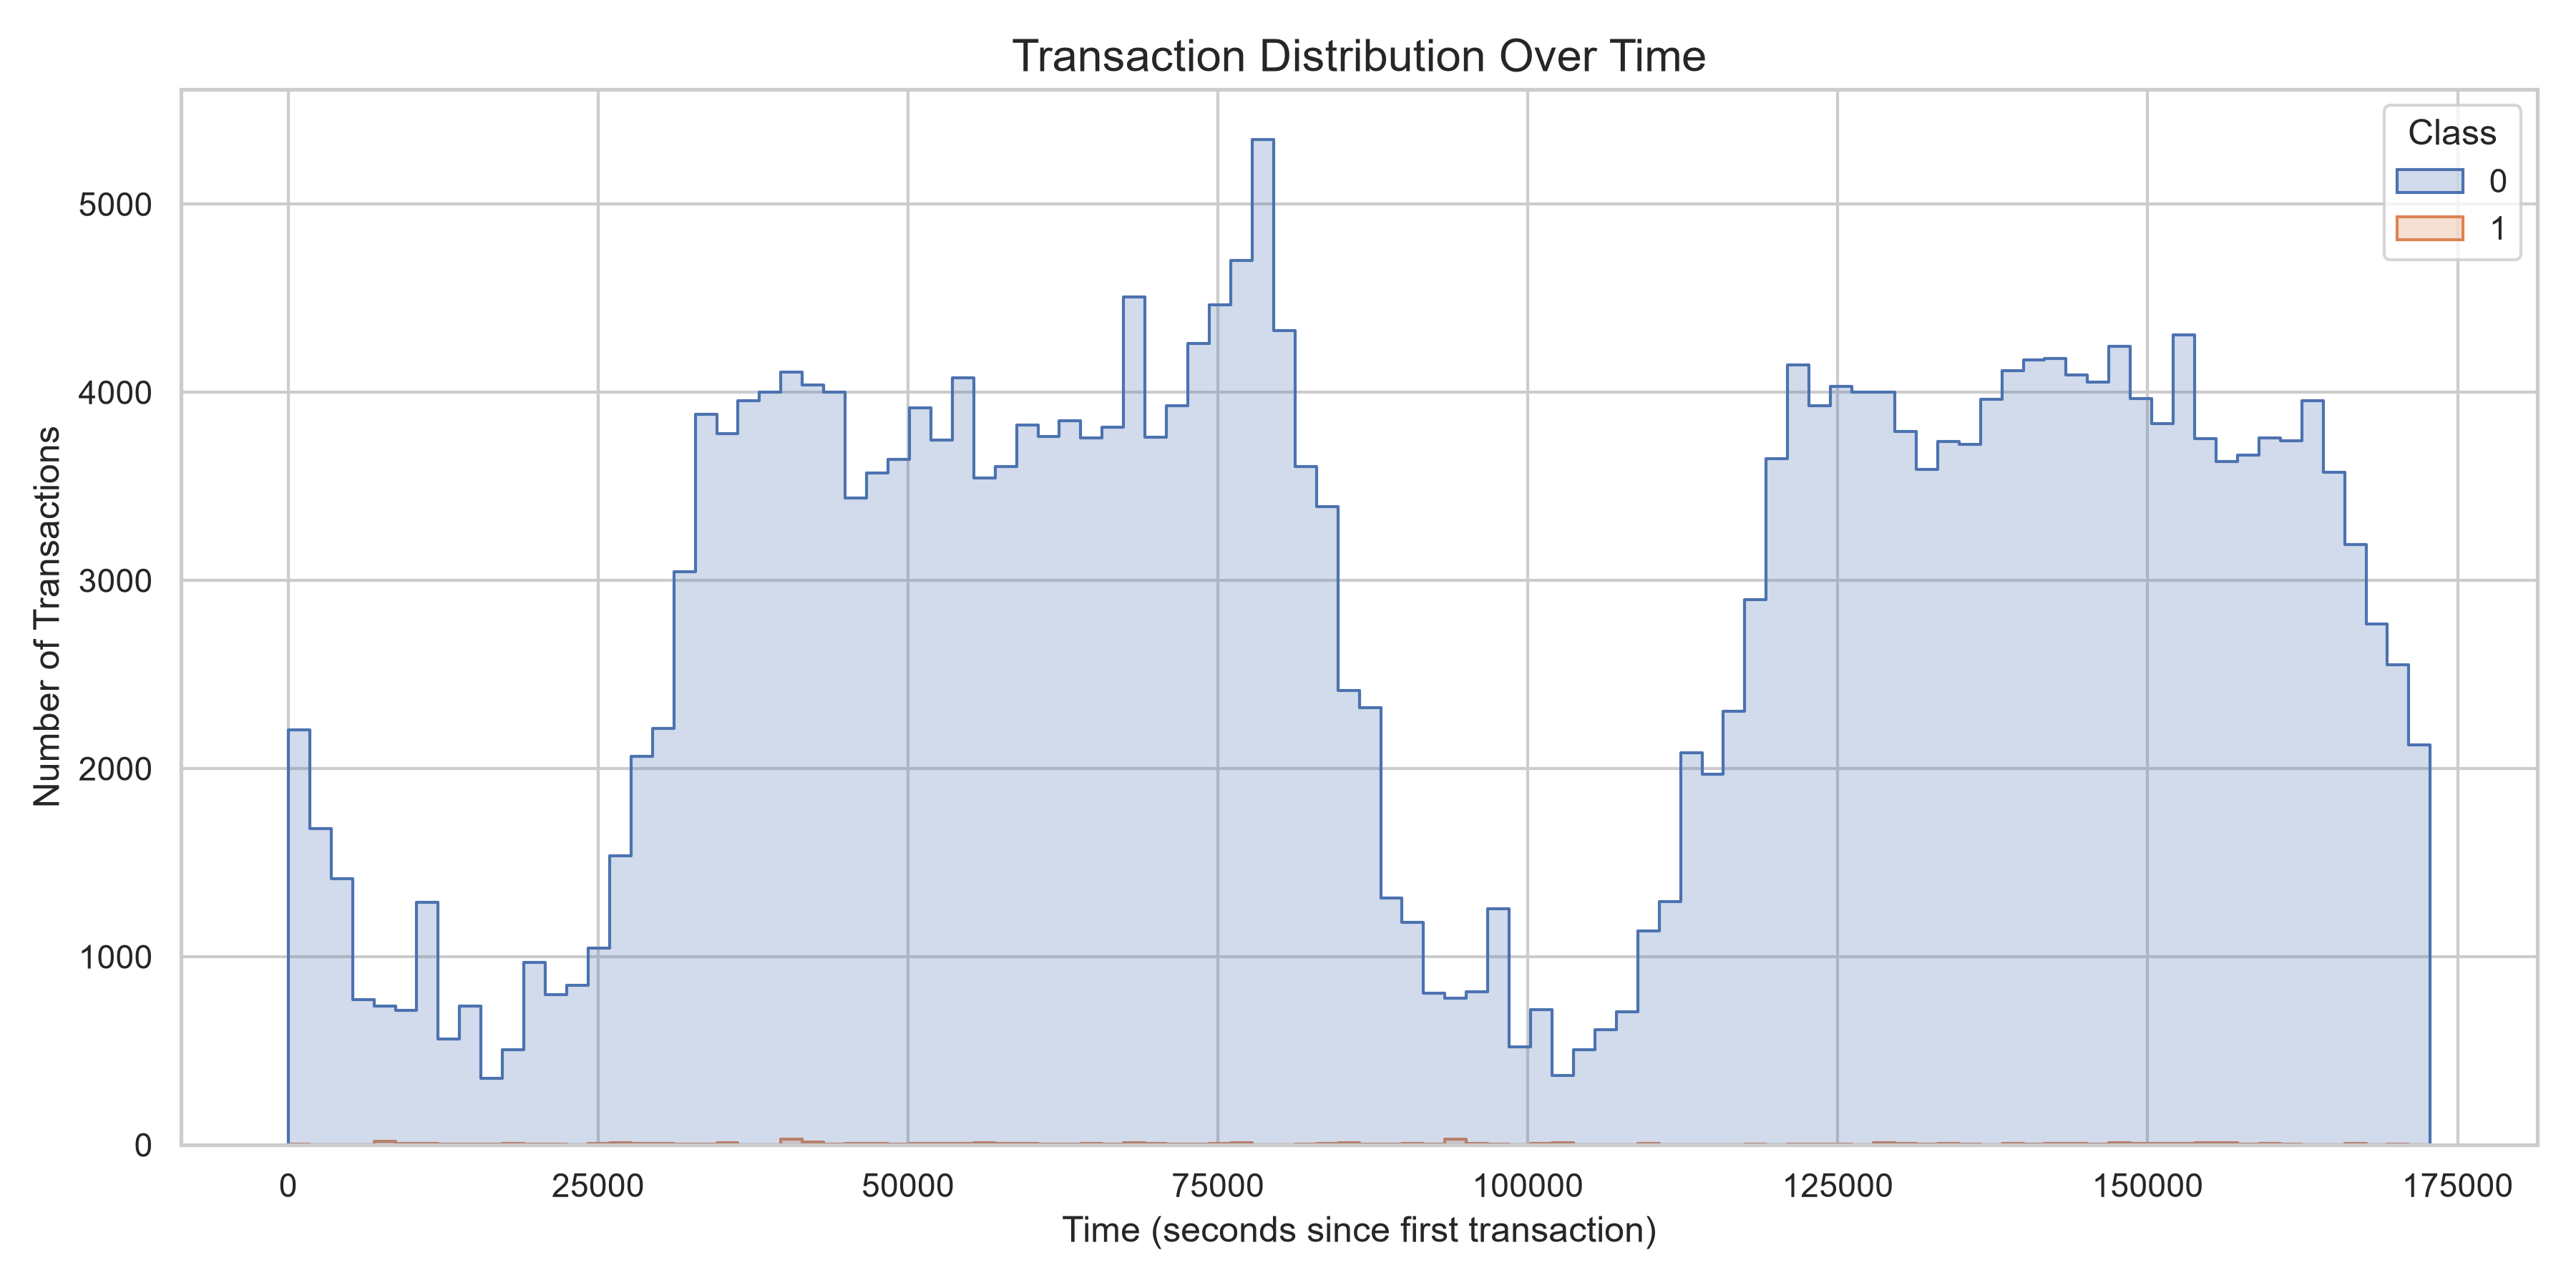 Transaction Distribution Over Time
Class
0
1
Number of Transactions
5000
4000
3000
2000
1000
0
0 25000 50000 75000 100000 125000 150000 175000
Time (seconds since first transaction)